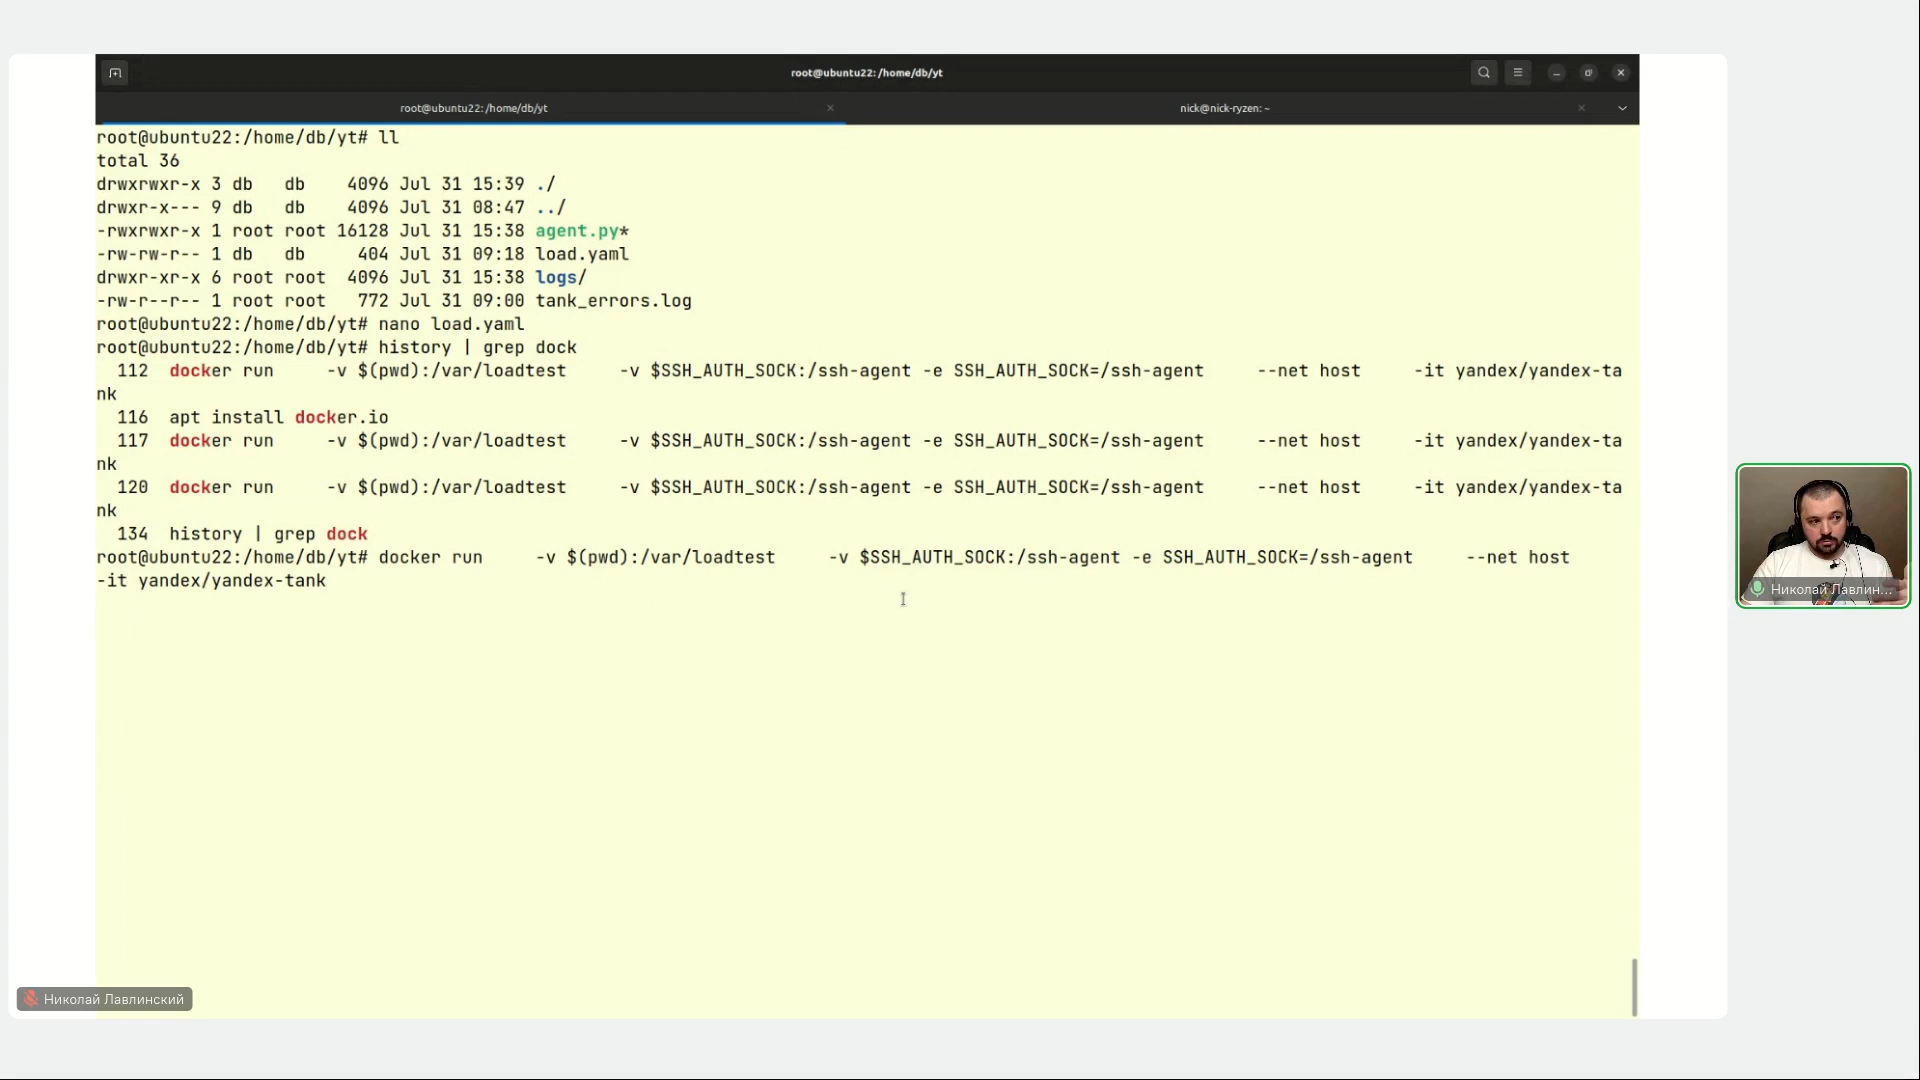 root@ubuntu22: /home/db/yt
root@ubuntu22: /home/db/yt
nick@nick-ryzen: ~
root@ubuntu22:/home/db/yt# ll
total 36
drwxrwxr-x 3 db   db    4096 Jul 31 15:39 ./
drwxr-x--- 9 db   db    4096 Jul 31 08:47 ../
-rwxrwxr-x 1 root root 16128 Jul 31 15:38 agent.py*
-rw-rw-r-- 1 db   db     404 Jul 31 09:18 load.yaml
drwxr-xr-x 6 root root  4096 Jul 31 15:38 logs/
-rw-r--r-- 1 root root   772 Jul 31 09:00 tank_errors.log
root@ubuntu22:/home/db/yt# nano load.yaml
root@ubuntu22:/home/db/yt# history | grep dock
  112  docker run     -v $(pwd):/var/loadtest     -v $SSH_AUTH_SOCK:/ssh-agent -e SSH_AUTH_SOCK=/ssh-agent     --net host     -it yandex/yandex-ta
nk
  116  apt install docker.io
  117  docker run     -v $(pwd):/var/loadtest     -v $SSH_AUTH_SOCK:/ssh-agent -e SSH_AUTH_SOCK=/ssh-agent     --net host     -it yandex/yandex-ta
nk
  120  docker run     -v $(pwd):/var/loadtest     -v $SSH_AUTH_SOCK:/ssh-agent -e SSH_AUTH_SOCK=/ssh-agent     --net host     -it yandex/yandex-ta
nk
  134  history | grep dock
root@ubuntu22:/home/db/yt# docker run     -v $(pwd):/var/loadtest     -v $SSH_AUTH_SOCK:/ssh-agent -e SSH_AUTH_SOCK=/ssh-agent     --net host
-it yandex/yandex-tank
Николай Лавлин...
Николай Лавлинский